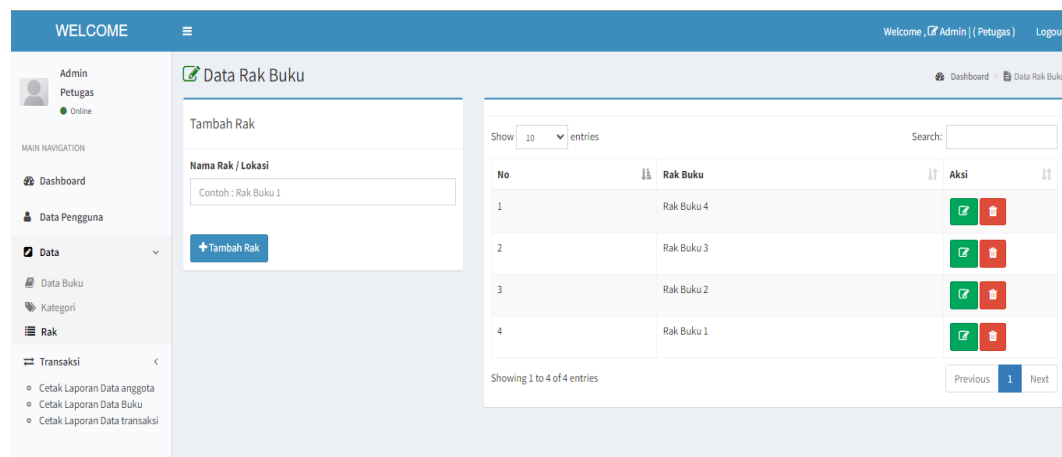 WELCOME
Welcome , Admin | ( Petugas ) Logou
Admin
Petugas
Online
MAIN NAVIGATION
Dashboard
Data Pengguna
Data
Data Buku
Kategori
Rak
Transaksi
Cetak Laporan Data anggota
Cetak Laporan Data Buku
Cetak Laporan Data transaksi
Data Rak Buku
Dashboard > Data Rak Buku
Tambah Rak
Nama Rak / Lokasi
Contoh : Rak Buku 1
+ Tambah Rak
Show 10 entries Search:
No Rak Buku Aksi
1 Rak Buku 4
2 Rak Buku 3
3 Rak Buku 2
4 Rak Buku 1
Showing 1 to 4 of 4 entries
Previous 1 Next